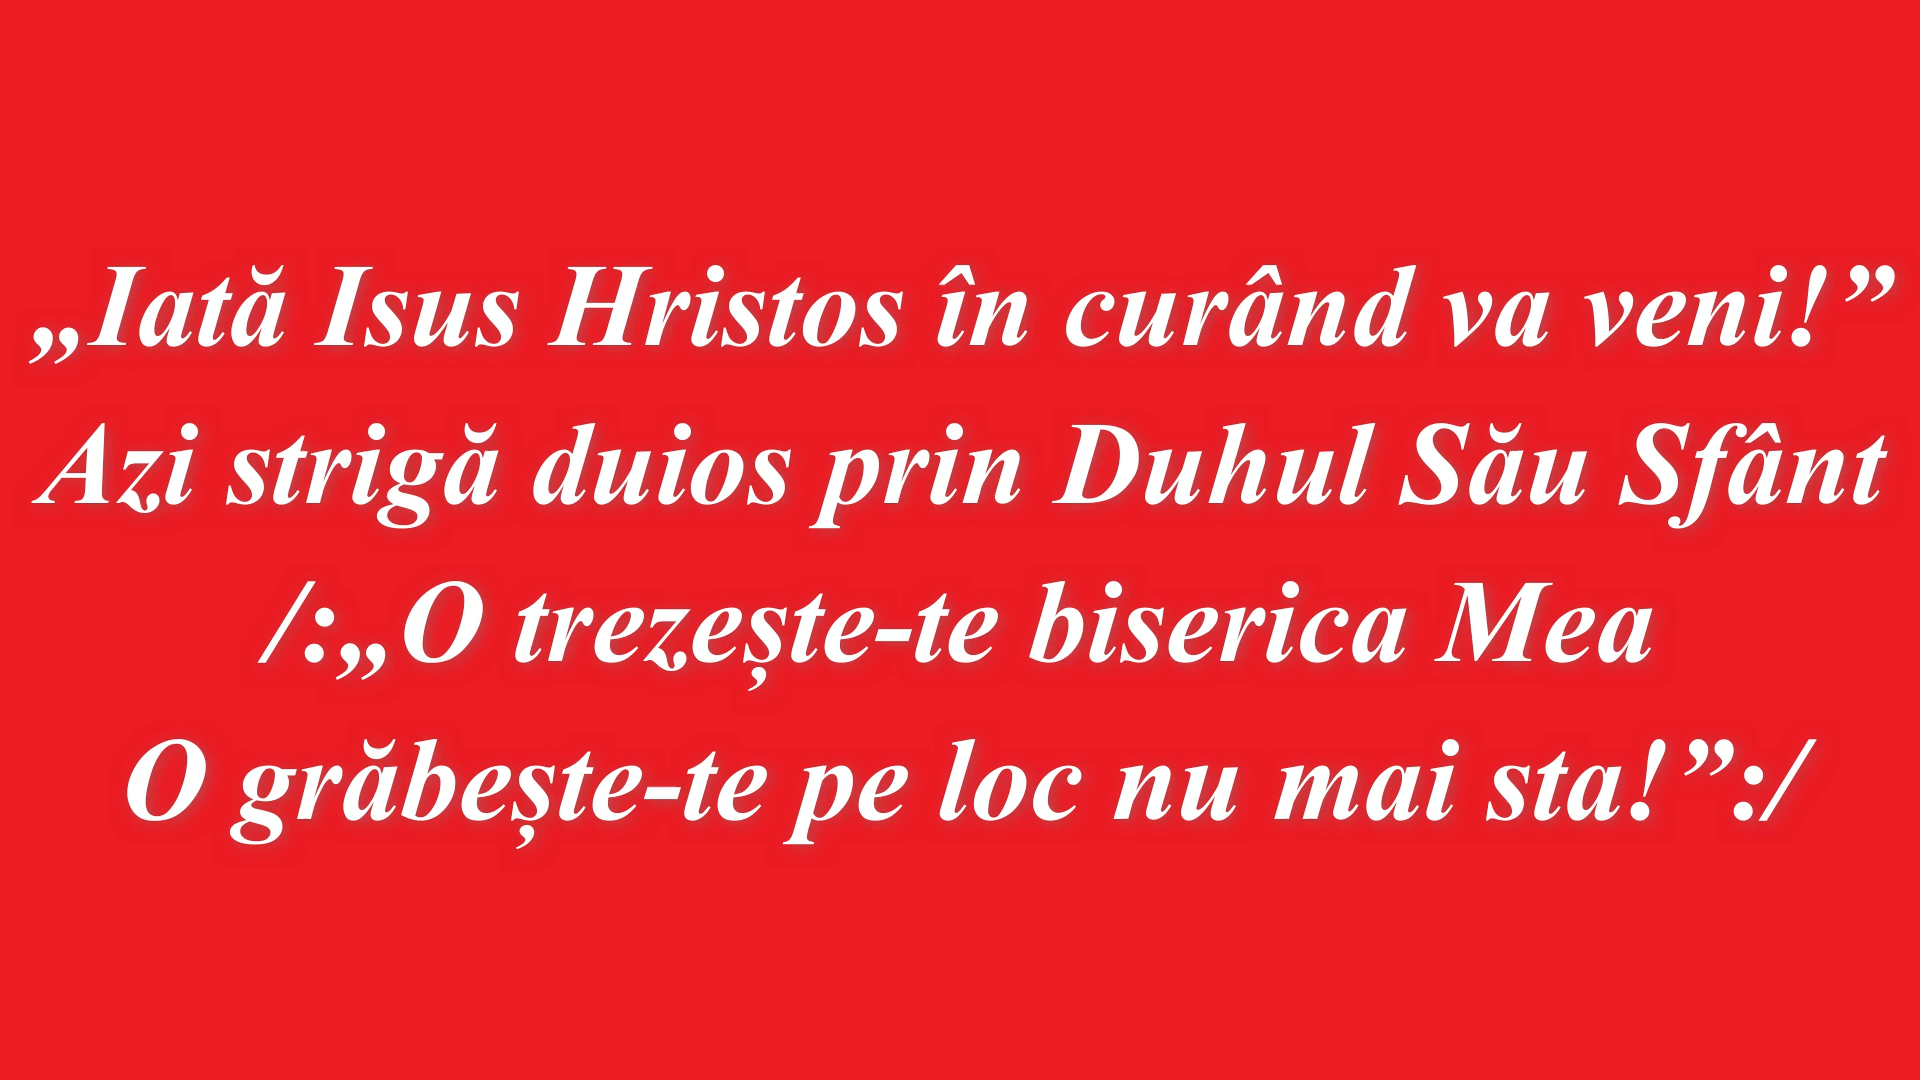 „Iată Isus Hristos în curând va veni!”
Azi strigă duios prin Duhul Său Sfânt
/:„O trezește-te biserica Mea
O grăbește-te pe loc nu mai sta!”:/